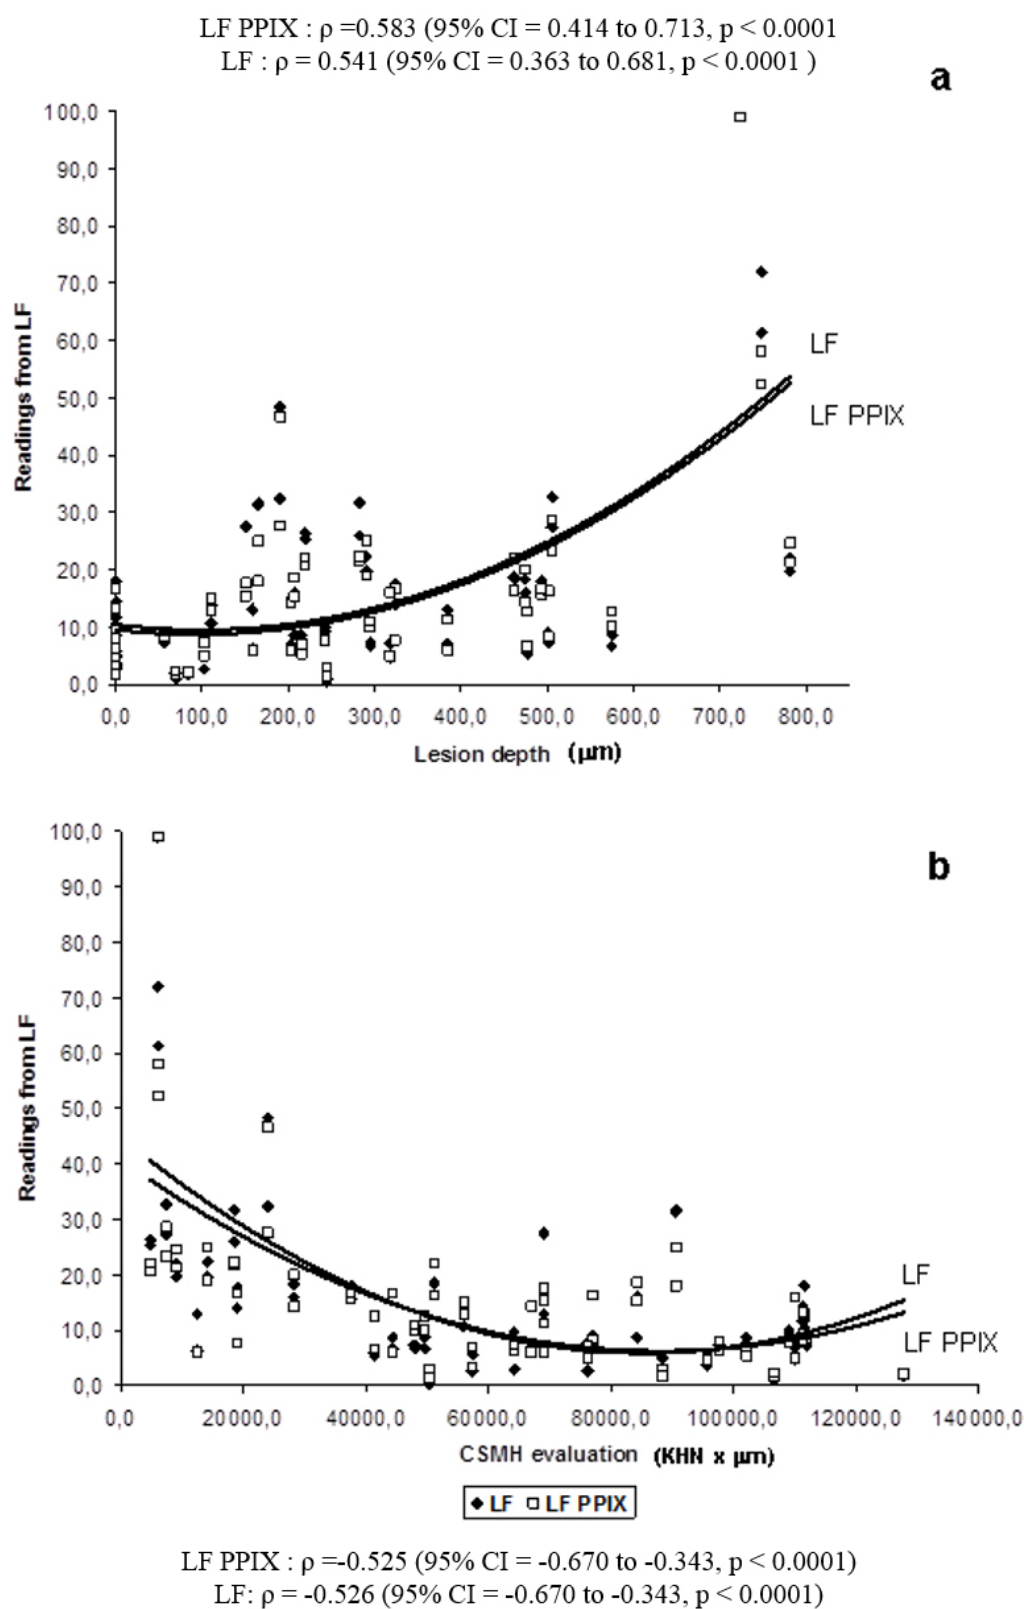 LF PPIX : ρ =0.583 (95% CI = 0.414 to 0.713, p < 0.0001
LF : ρ = 0.541 (95% CI = 0.363 to 0.681, p < 0.0001 )
a
100,0
90,0
80,0
70,0
60,0
50,0
40,0
30,0
20,0
10,0
0,0
Readings from LF
LF
LF PPIX
0,0 100,0 200,0 300,0 400,0 500,0 600,0 700,0 800,0
Lesion depth (μm)
b
100,0
90,0
80,0
70,0
60,0
50,0
40,0
30,0
20,0
10,0
0,0
Readings from LF
LF
LF PPIX
0,0 20000,0 40000,0 60000,0 80000,0 100000,0 120000,0 140000,0
CSMH evaluation (KHN x μm)
LF LF PPIX
LF PPIX : ρ =-0.525 (95% CI = -0.670 to -0.343, p < 0.0001)
LF: ρ = -0.526 (95% CI = -0.670 to -0.343, p < 0.0001)